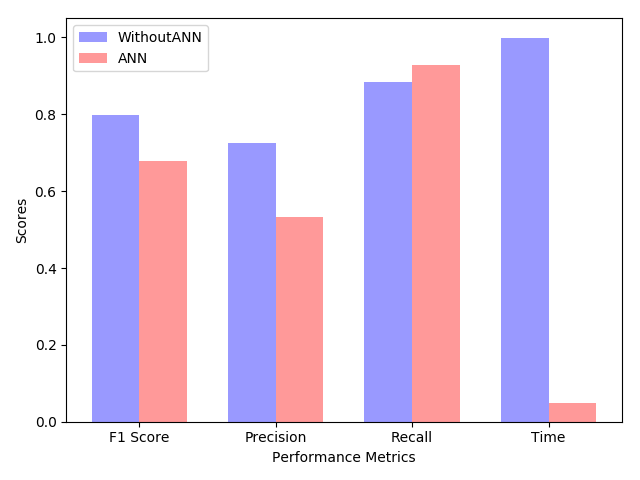 WithoutANN
ANN
1.0
0.8
0.6
0.4
0.2
0.0
Scores
F1 Score
Precision
Recall
Time
Performance Metrics